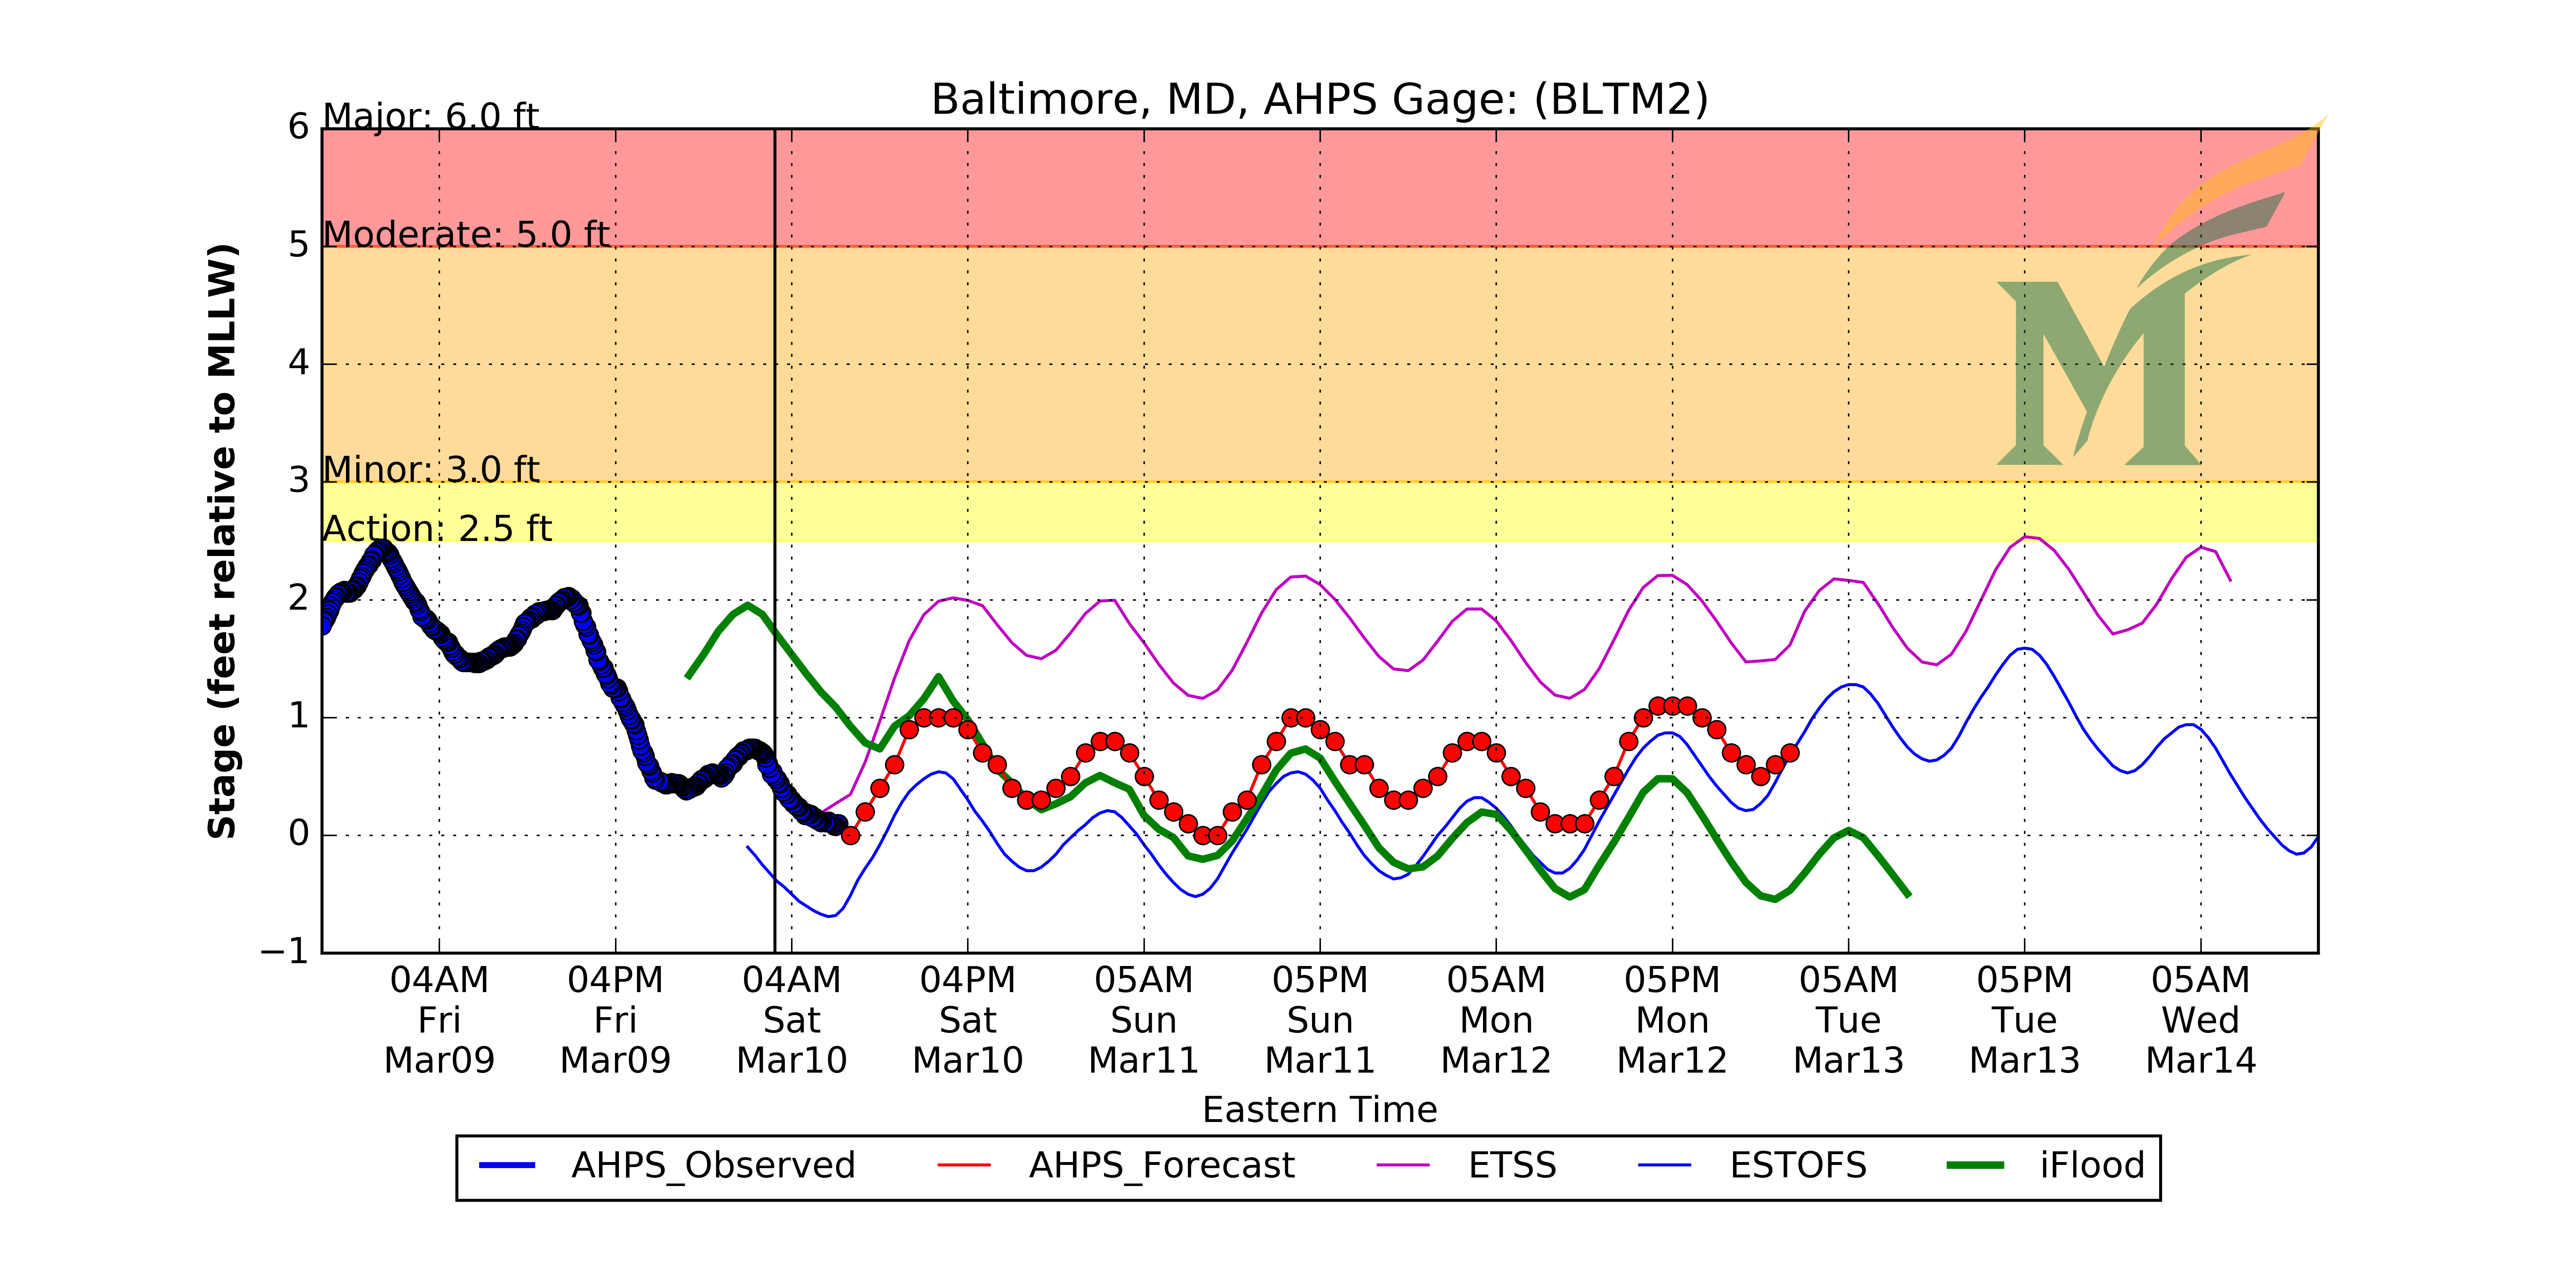 Baltimore, MD, AHPS Gage: (BLTM2)
6
Major: 6.0 ft
5
Moderate: 5.0 ft
4
3
Minor: 3.0 ft
Action: 2.5 ft
2
1
0
−1
Stage (feet relative to MLLW)
04AM 04PM 04AM 04PM 05AM 05PM 05AM 05PM 05AM 05PM 05AM
Fri Fri Sat Sat Sun Sun Mon Mon Tue Tue Wed
Mar09 Mar09 Mar10 Mar10 Mar11 Mar11 Mar12 Mar12 Mar13 Mar13 Mar14
Eastern Time
AHPS_Observed AHPS_Forecast ETSS ESTOFS iFlood
M